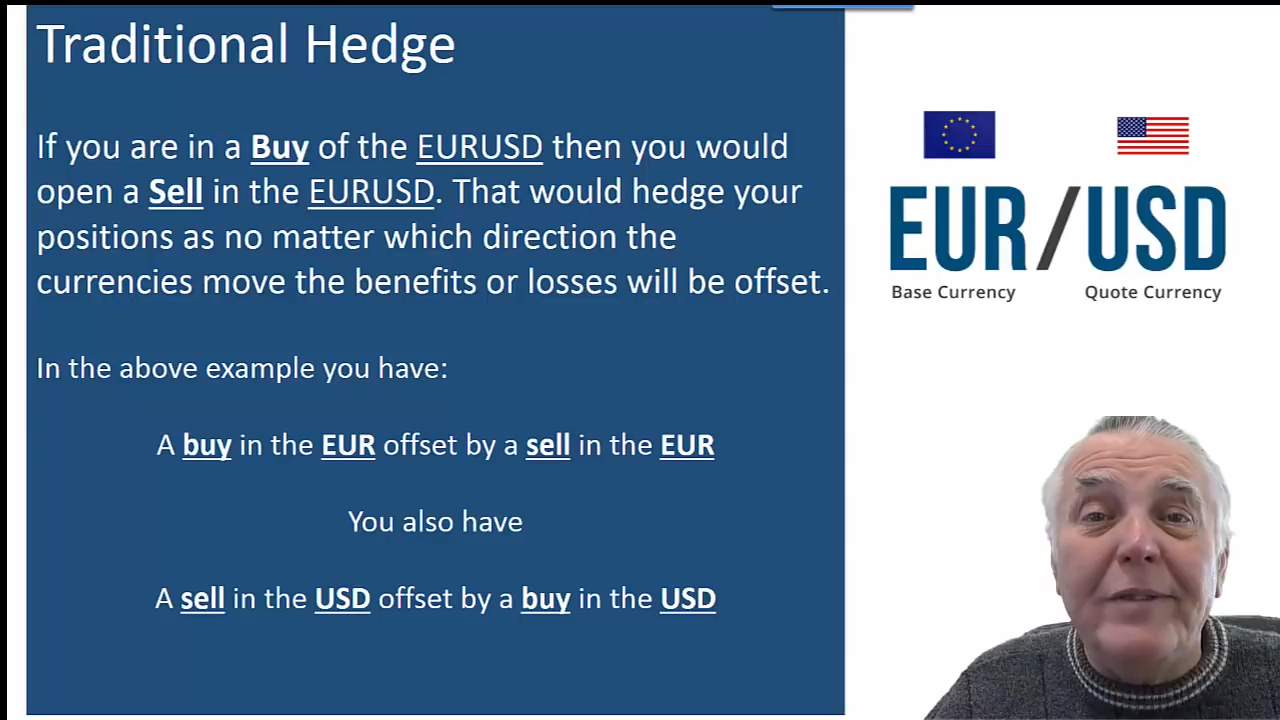 Traditional Hedge
If you are in a Buy of the EURUSD then you would
open a Sell in the EURUSD. That would hedge your
positions as no matter which direction the
currencies move the benefits or losses will be offset.
In the above example you have:
A buy in the EUR offset by a sell in the EUR
You also have
A sell in the USD offset by a buy in the USD
EUR/USD
Base Currency
Quote Currency